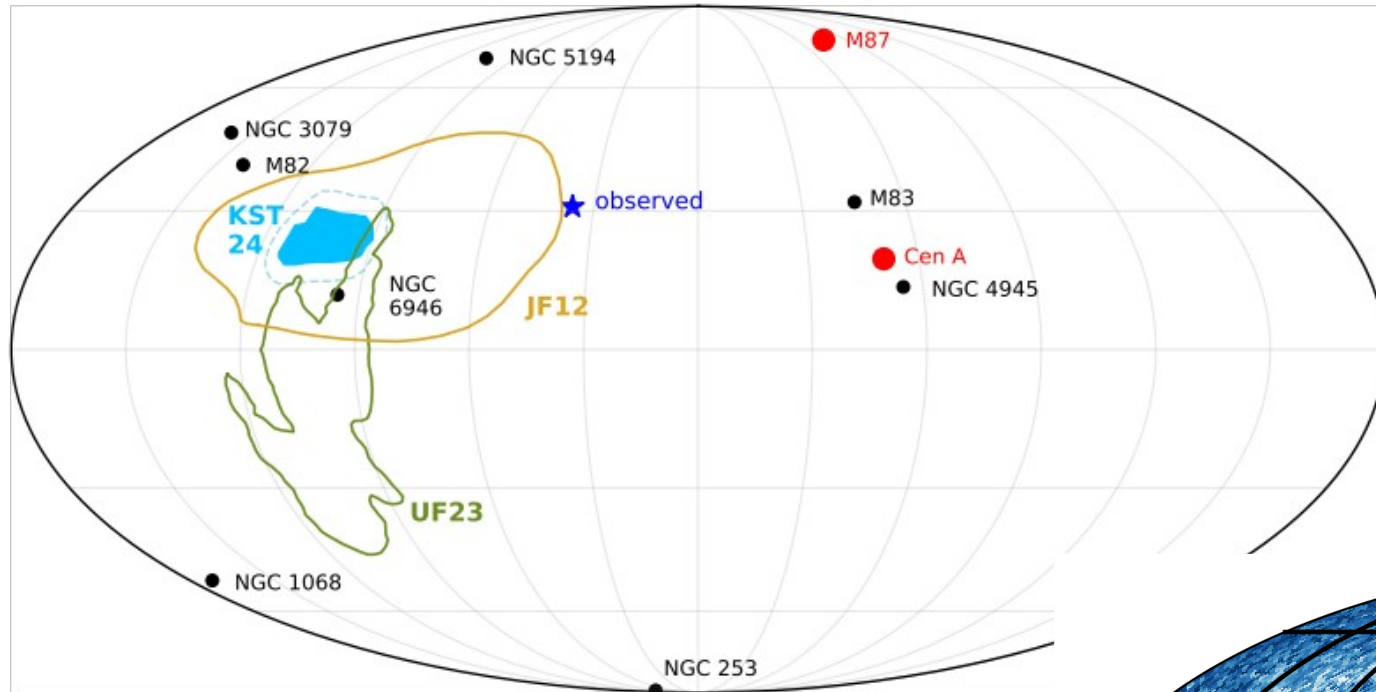 M87
NGC 5194
NGC 3079
M82
M83
observed
KST
24
Cen A
NGC
6946
NGC 4945
JF12
UF23
NGC 1068
NGC 253